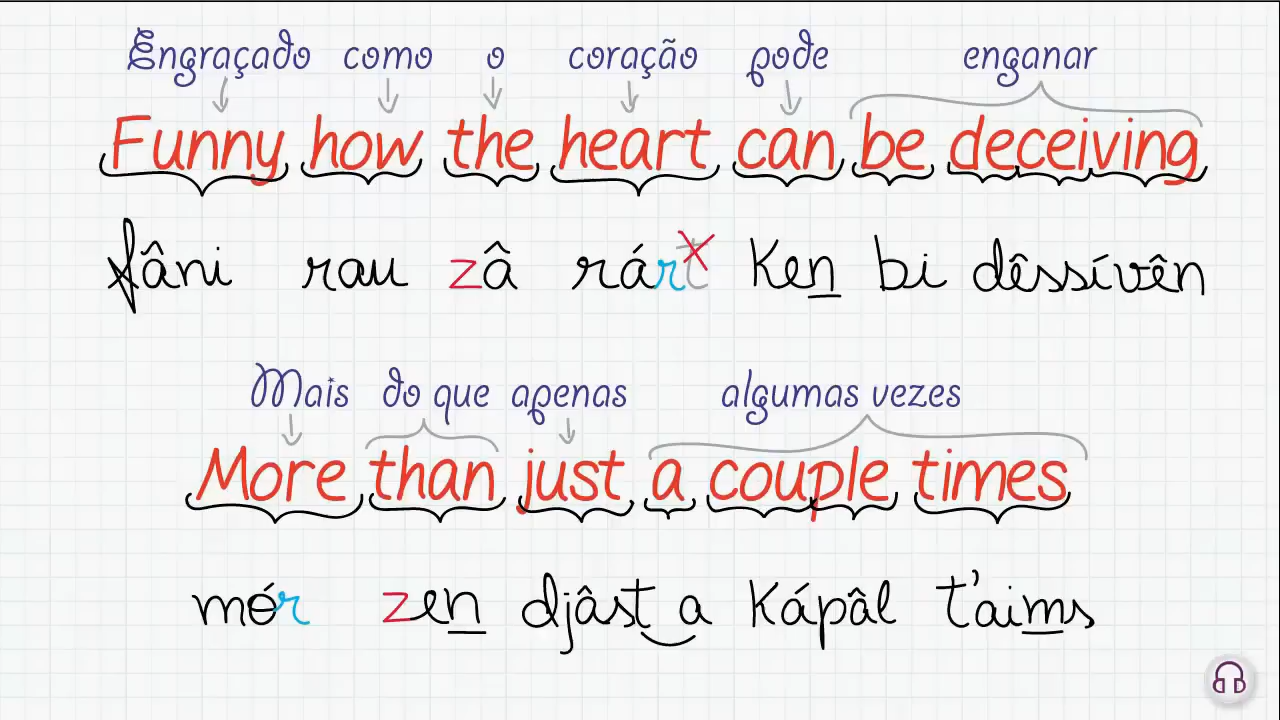 Engraçado como o coração pode enganar
Funny how the heart can be deceiving
fâni rau zâ rárt Ken bi dêssívên
Mais do que apenas algumas vezes
More than just a couple times
mór zen djâst a Kápâl t'aims